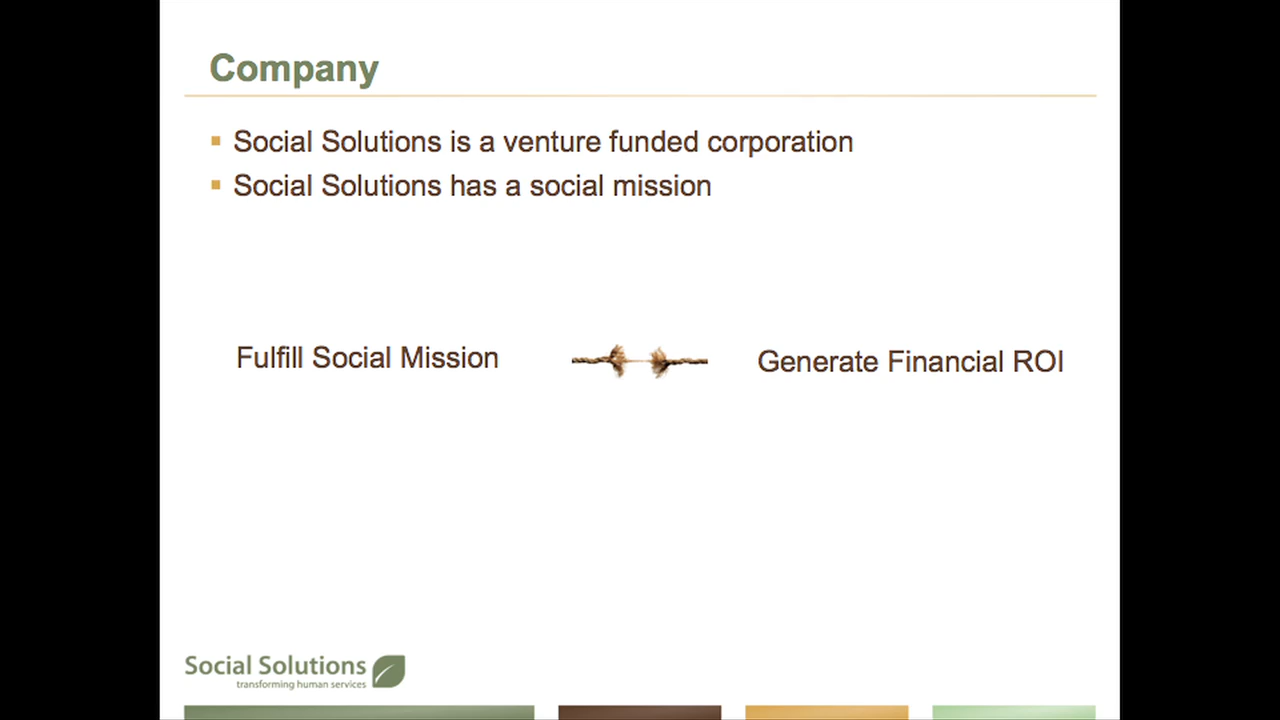 Company
Social Solutions is a venture funded corporation
Social Solutions has a social mission
Fulfill Social Mission
Generate Financial ROI
Social Solutions
transforming human services